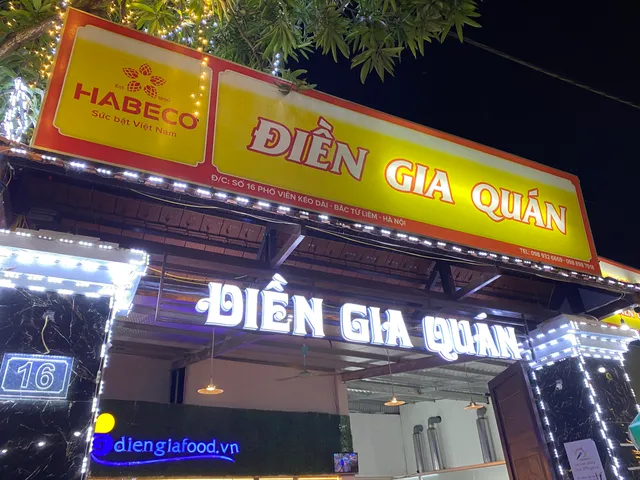 HABECO
Sức bật Việt Nam
ĐIỀN GIA QUÁN
Đ/C: SỐ 16 PHỐ VIÊN KÉO DÀI - BẮC TỪ LIÊM - HÀ NỘI
ĐIỀN GIA QUÁN
16
diengiafood.vn